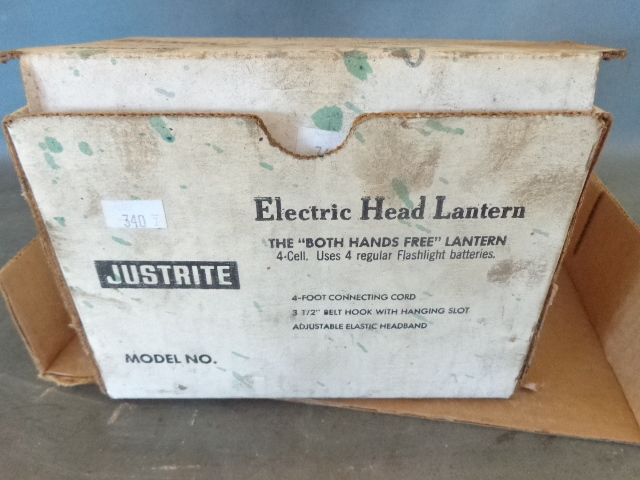 340
Electric Head Lantern
THE "BOTH HANDS FREE" LANTERN
4-Cell. Uses 4 regular Flashlight batteries.
JUSTRITE
4-FOOT CONNECTING CORD
3 1/2" BELT HOOK WITH HANGING SLOT
ADJUSTABLE ELASTIC HEADBAND
MODEL NO.